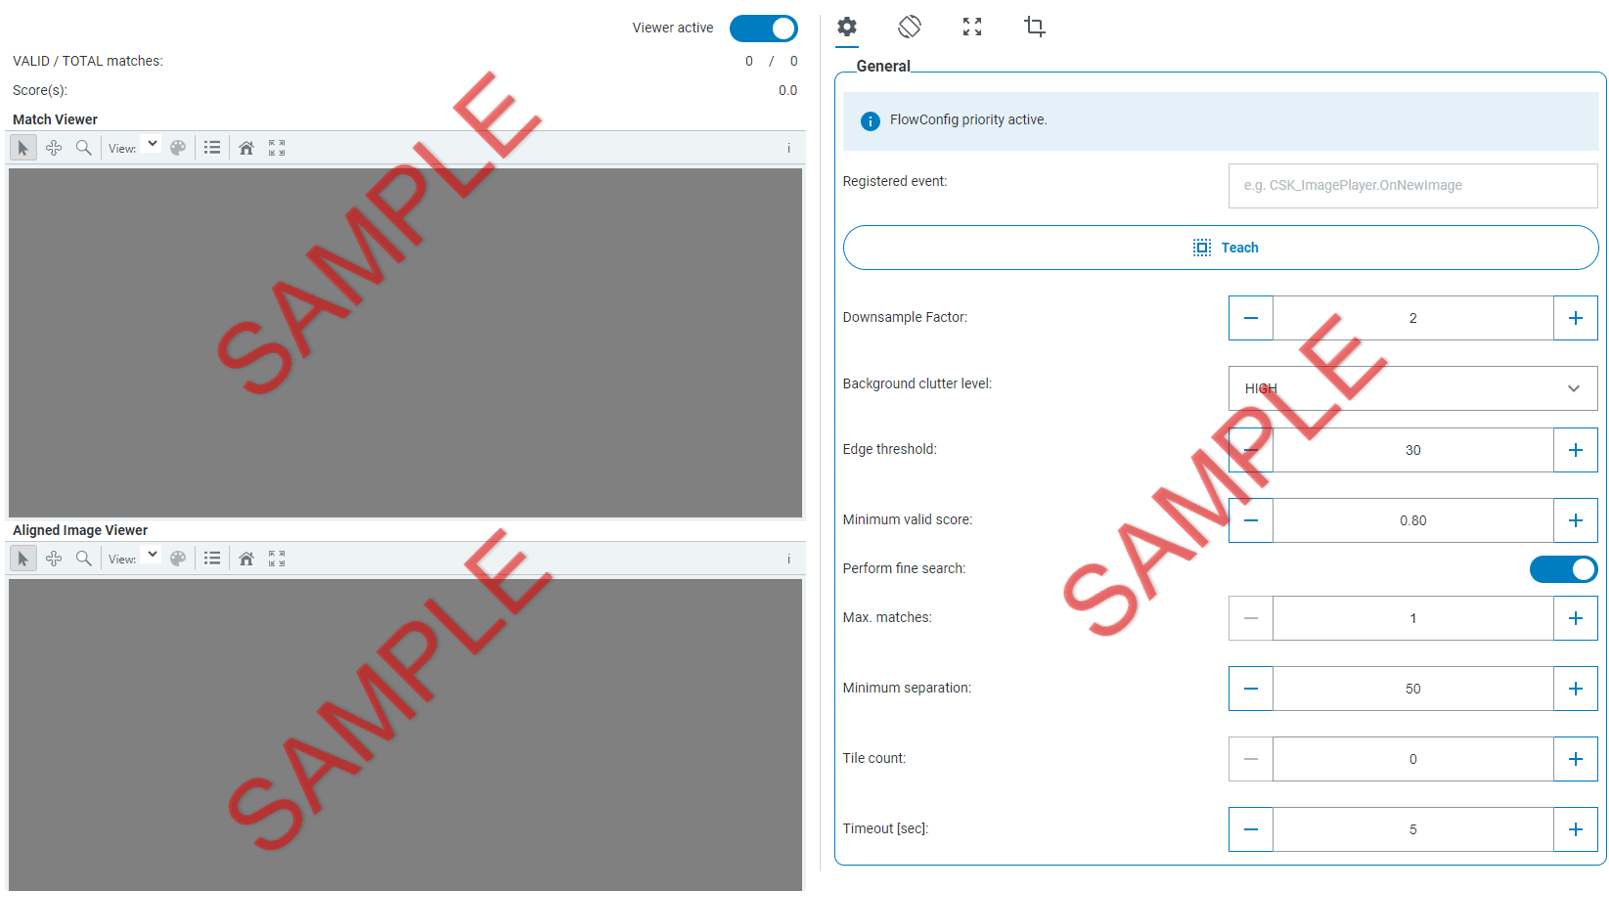 Viewer active
VALID / TOTAL matches: 0 / 0
Score(s): 0.0
Match Viewer
View:
i
SAMPLE
Aligned Image Viewer
View:
i
SAMPLE
General
FlowConfig priority active.
Registered event: e.g. CSK_ImagePlayer.OnNewImage
Teach
Downsample Factor: 2
Background clutter level: HIGH
Edge threshold: 30
Minimum valid score: 0.80
Perform fine search:
Max. matches: 1
Minimum separation: 50
Tile count: 0
Timeout [sec]: 5
SAMPLE